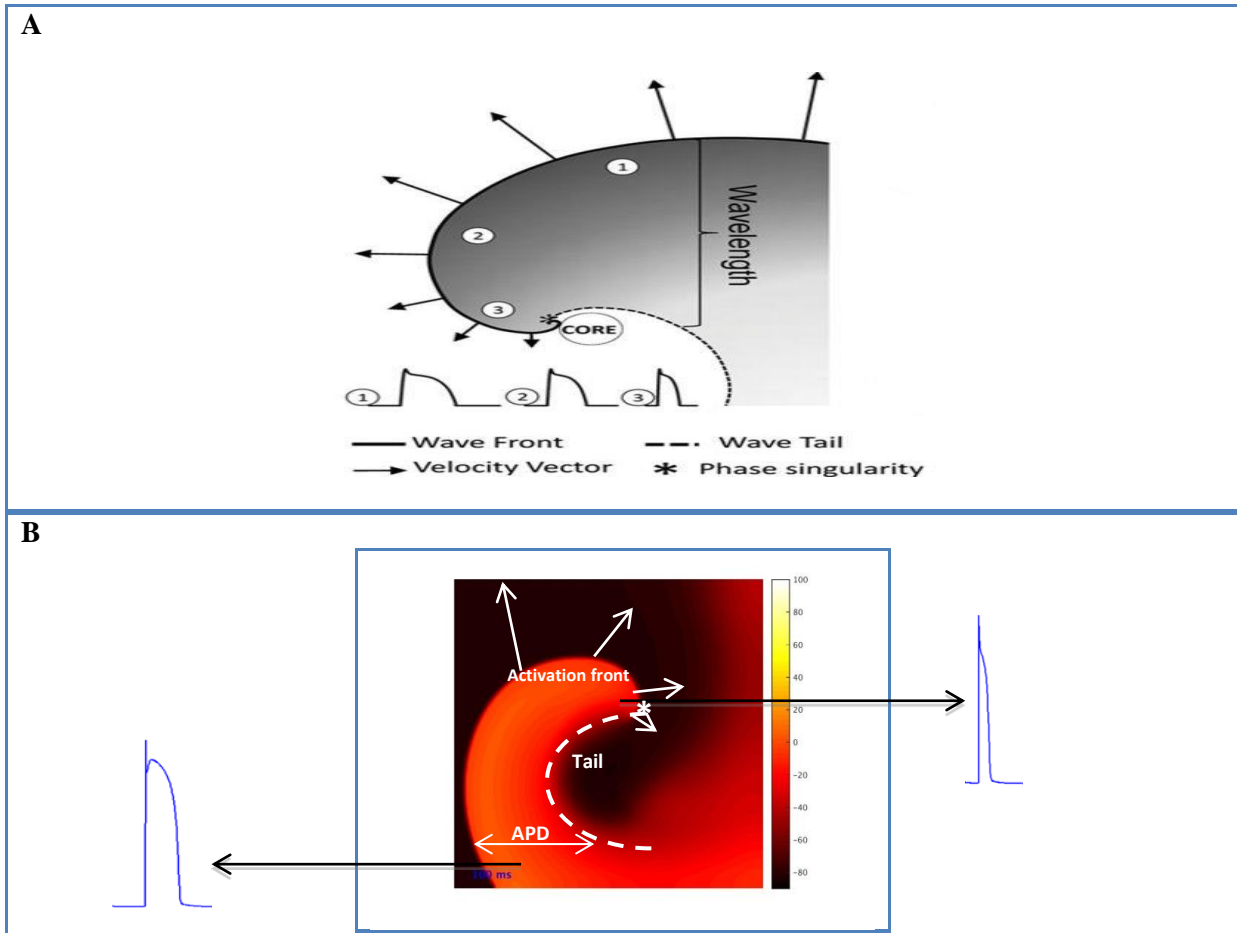 A
1
2
Wavelength
3
*
CORE
1
2
3
Wave Front
Wave Tail
Velocity Vector
* Phase singularity
B
100
80
60
40
20
0
−20
−40
−60
−80
Activation front
*
Tail
APD